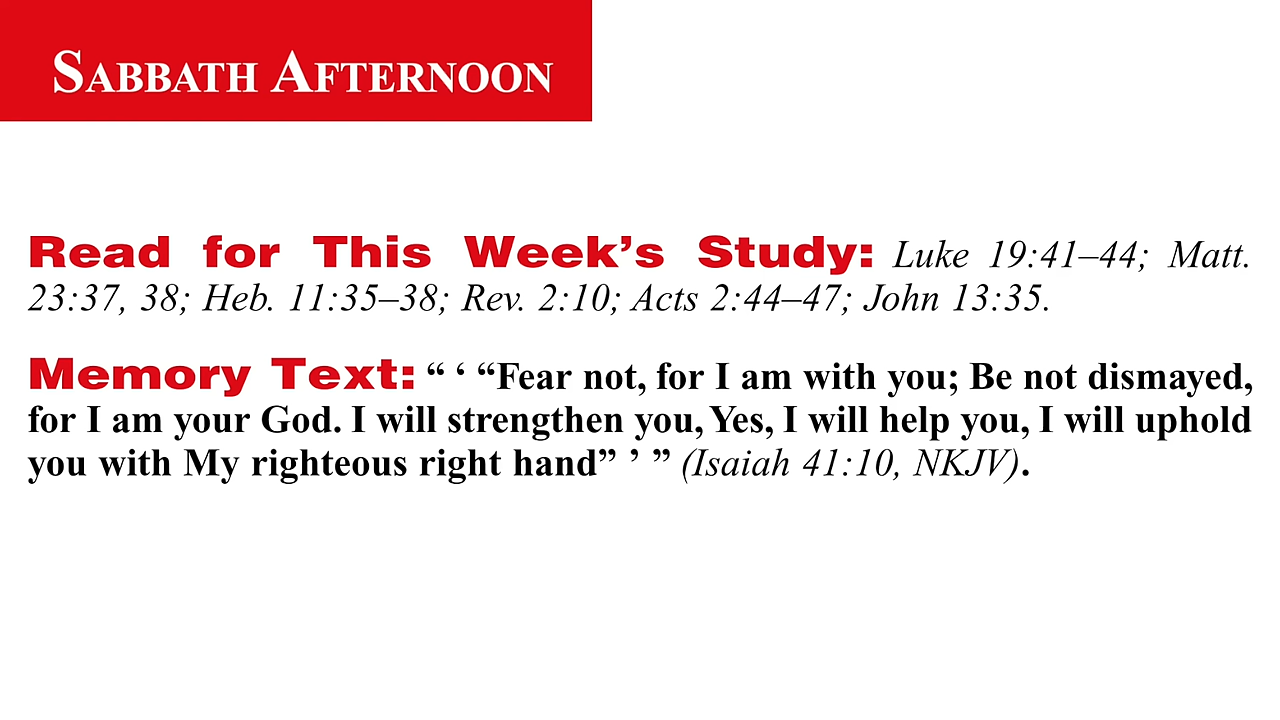 SABBATH AFTERNOON
Read for This Week’s Study: Luke 19:41–44; Matt.
23:37, 38; Heb. 11:35–38; Rev. 2:10; Acts 2:44–47; John 13:35.
Memory Text: “ ‘ “Fear not, for I am with you; Be not dismayed,
for I am your God. I will strengthen you, Yes, I will help you, I will uphold
you with My righteous right hand” ’ ” (Isaiah 41:10, NKJV).